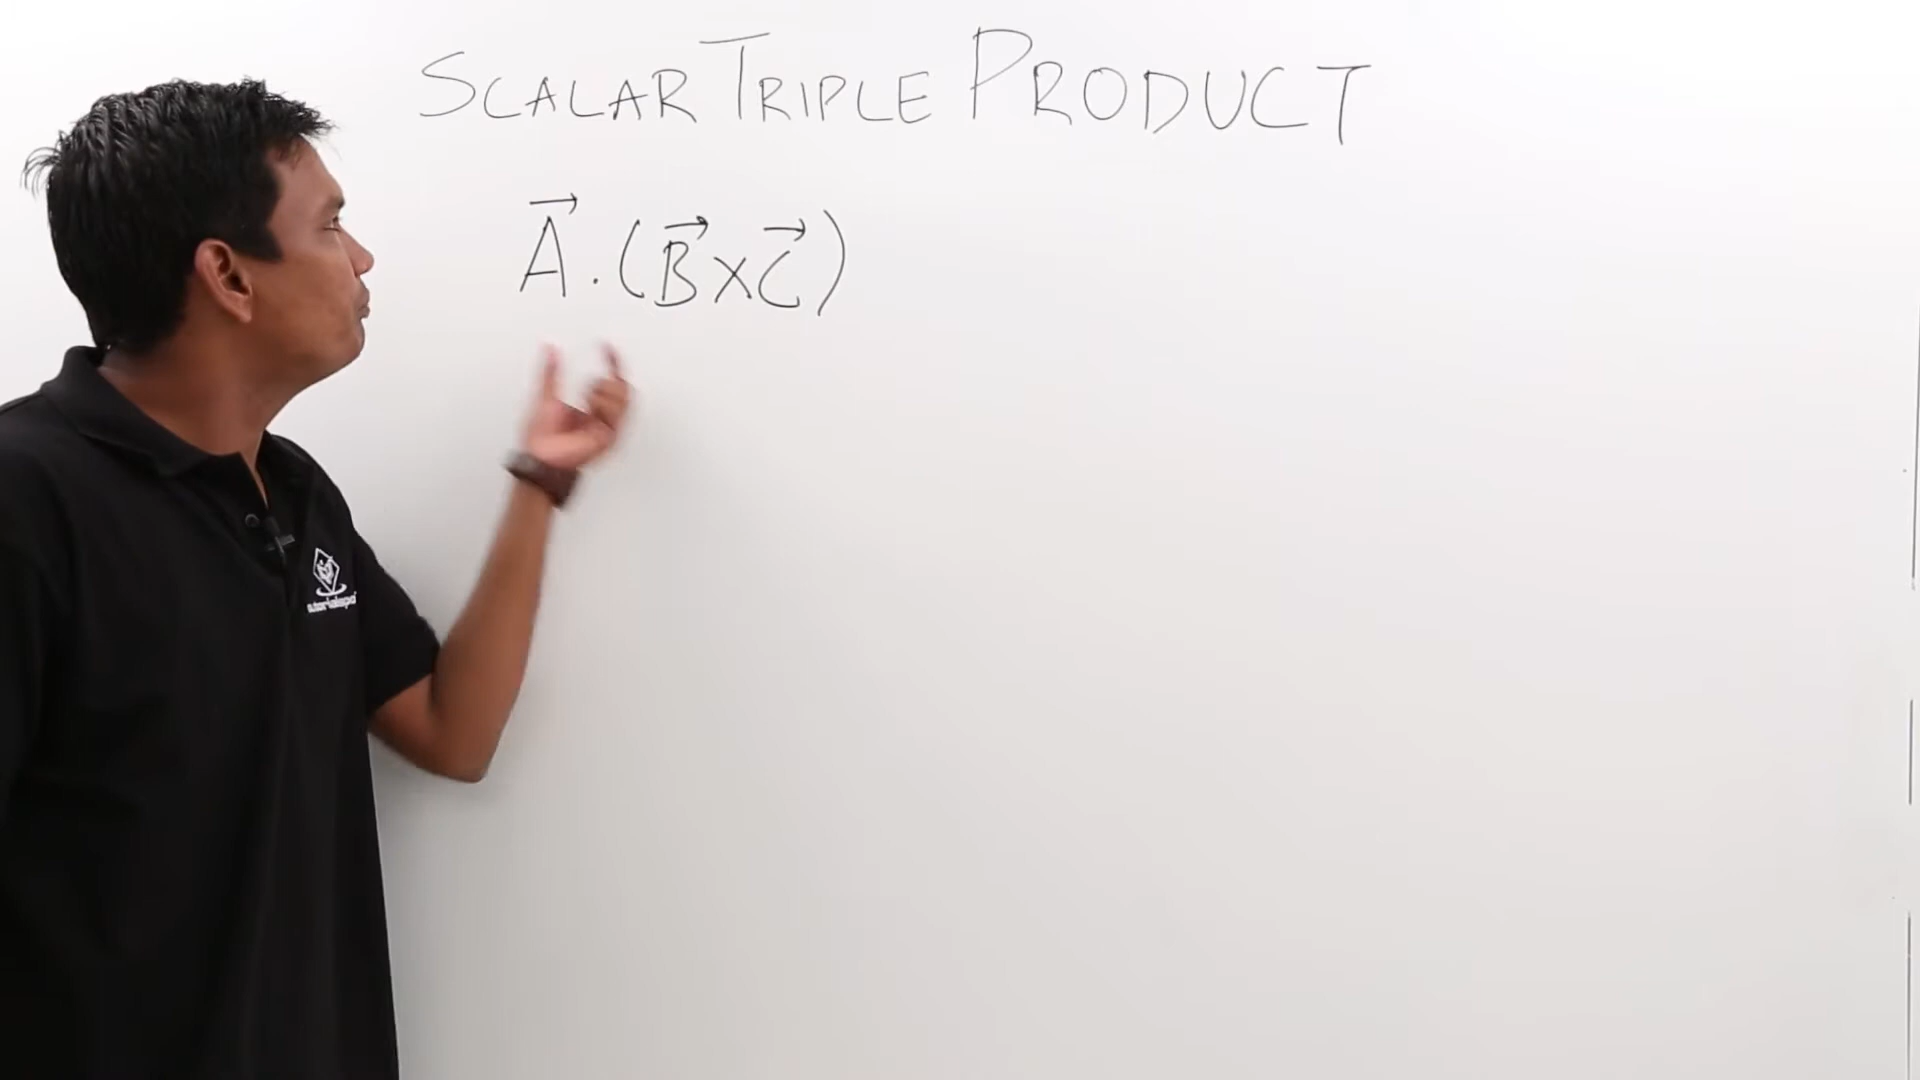 SCALAR TRIPLE PRODUCT
A⃗ . (B⃗ × C⃗)